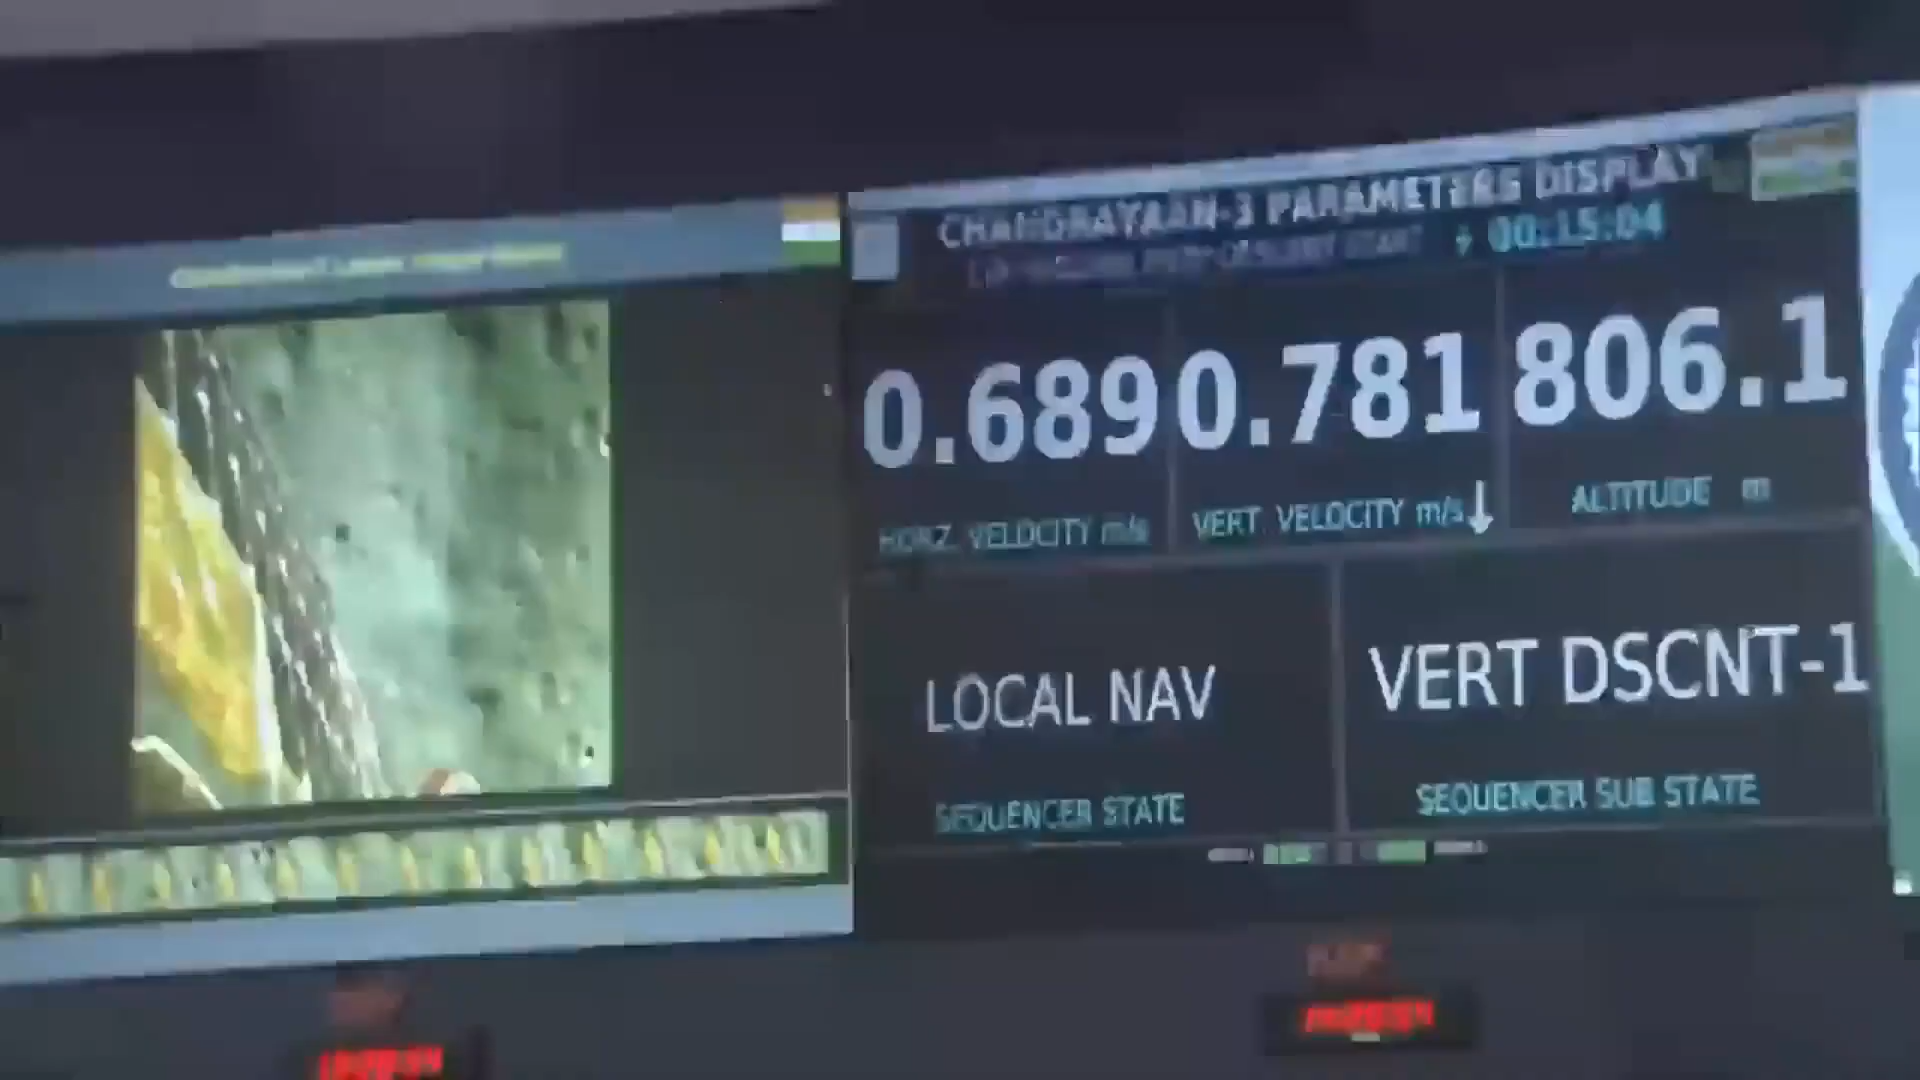 CHANDRAYAAN-3 PARAMETERS DISPLAY
00:15:04
0.689 0.781 806.1
HORZ. VELOCITY m/s VERT. VELOCITY m/s↓ ALTITUDE m
LOCAL NAV VERT DSCNT-1
SEQUENCER STATE SEQUENCER SUB STATE